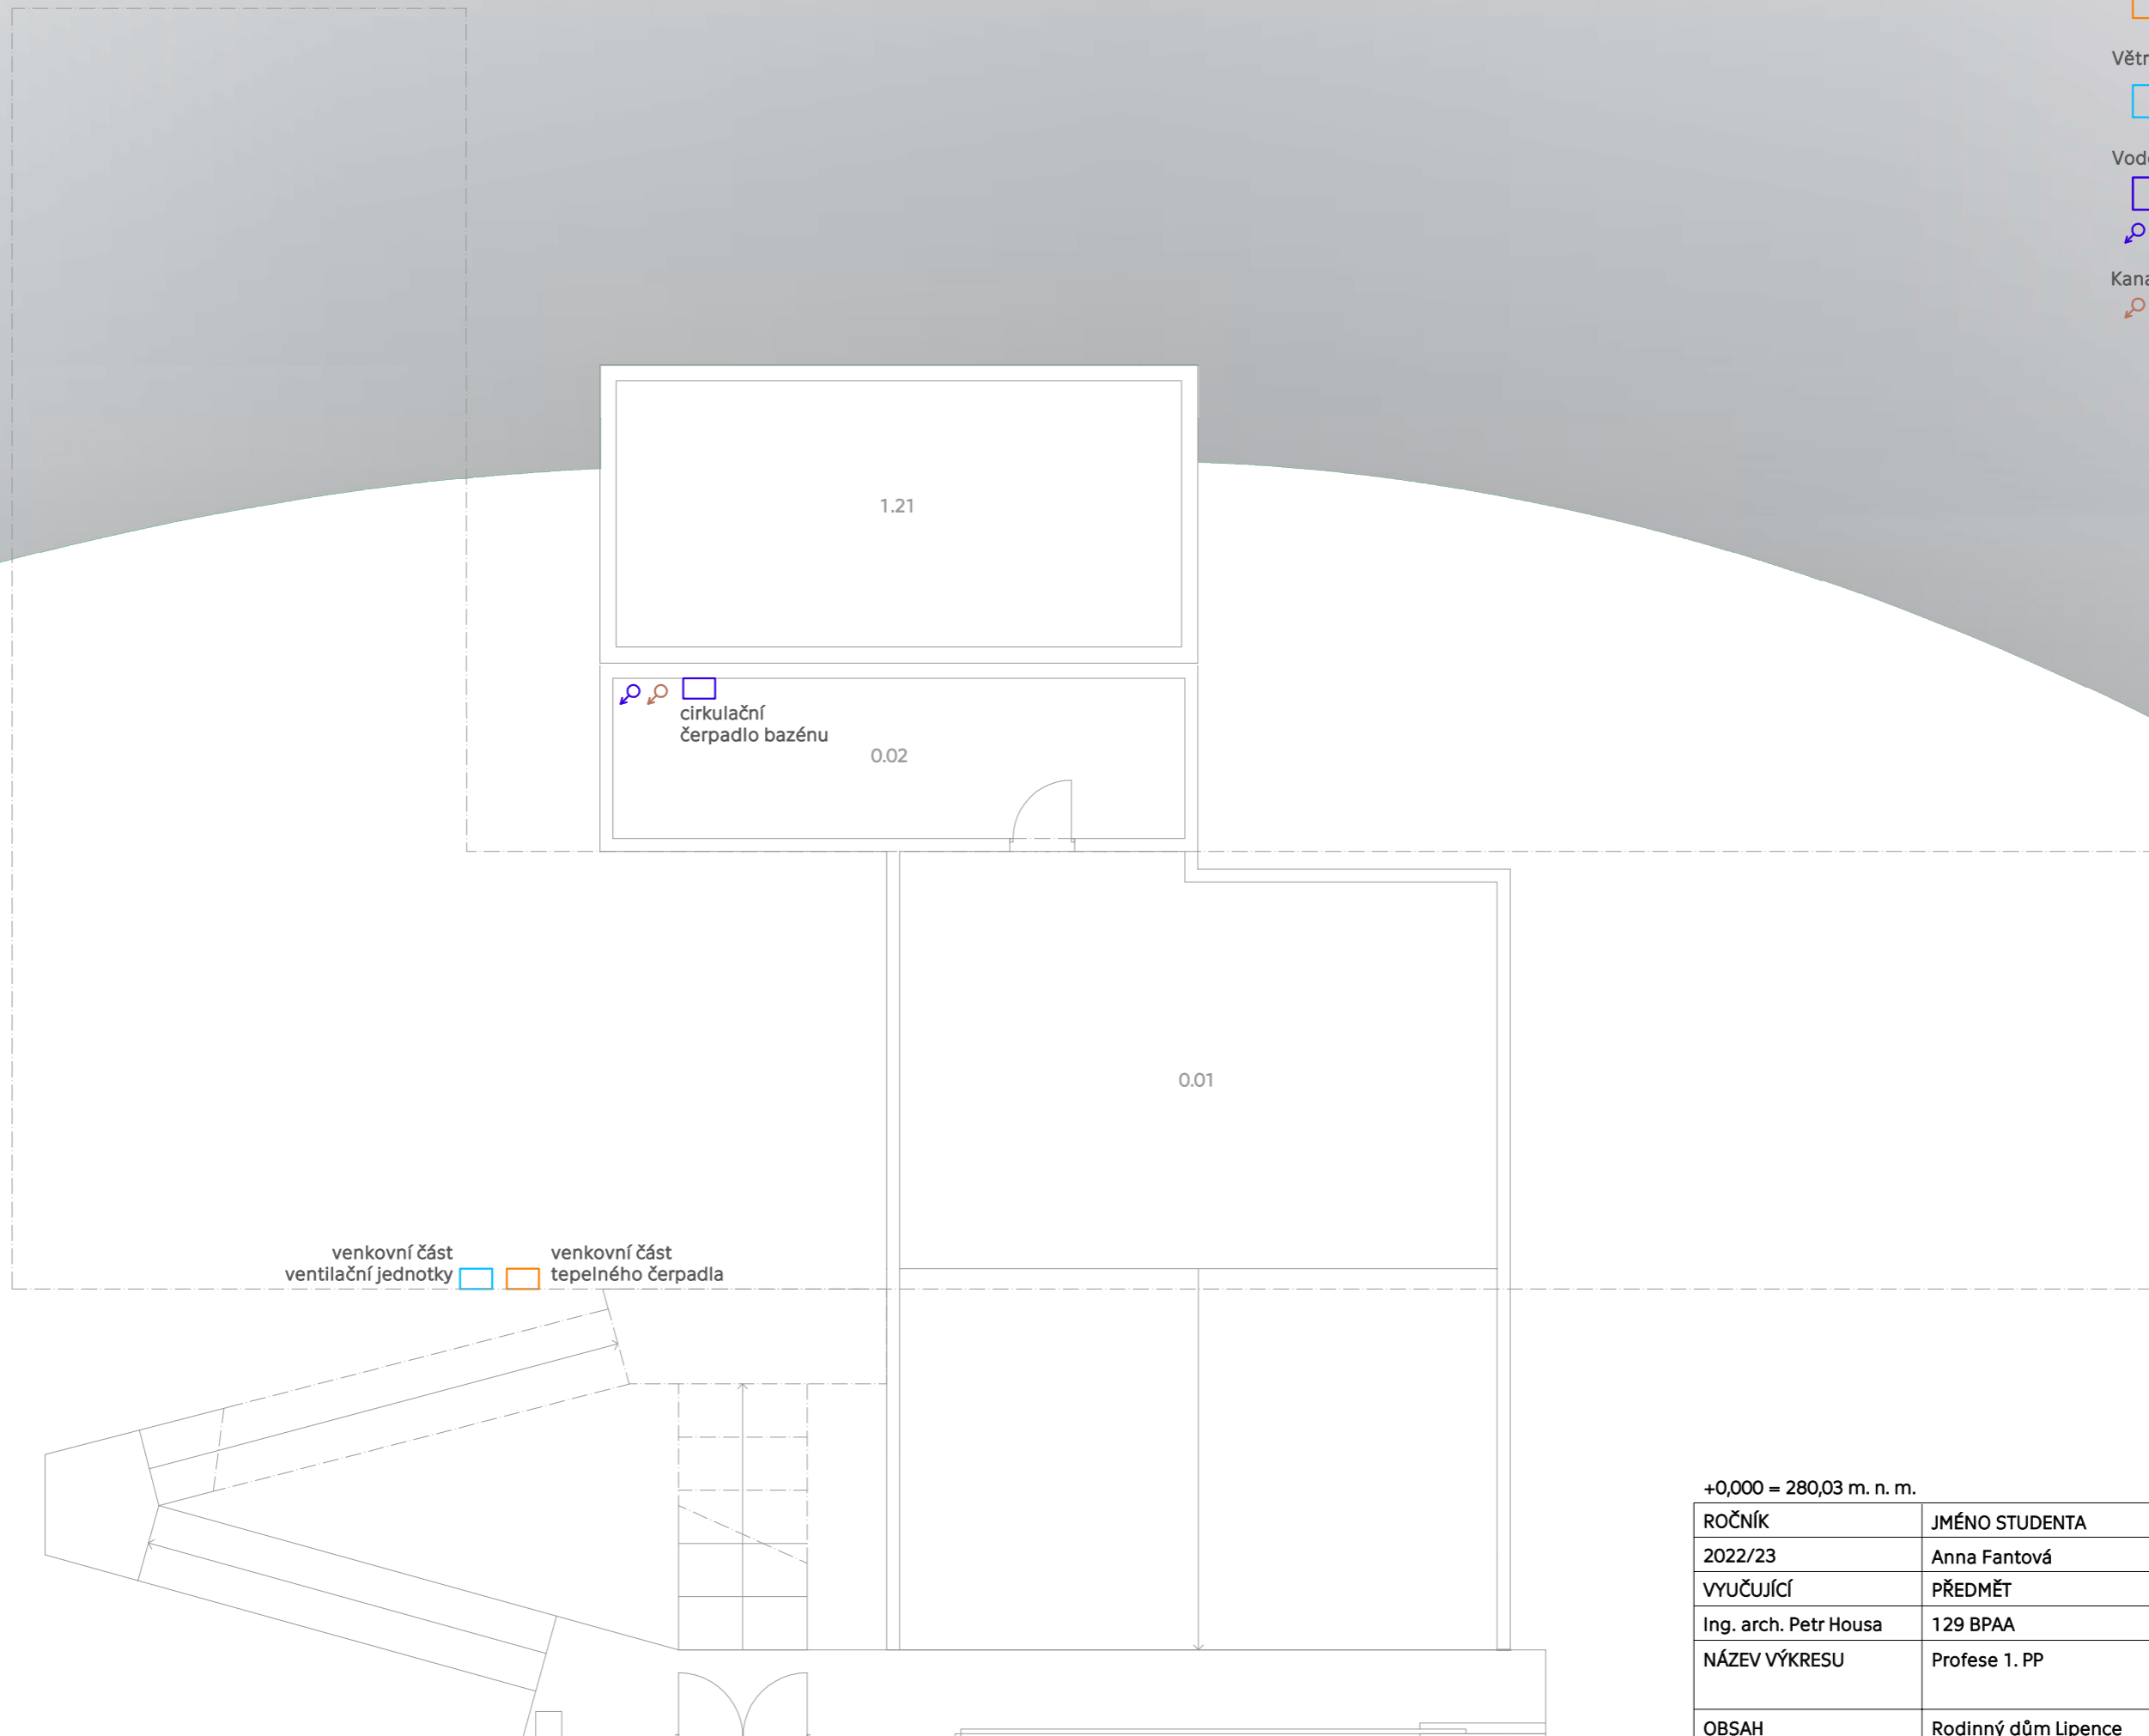 1.21
cirkulační
čerpadlo bazénu
0.02
0.01
venkovní část
ventilační jednotky
venkovní část
tepelného čerpadla
+0,000 = 280,03 m. n. m.
ROČNÍK JMÉNO STUDENTA
2022/23 Anna Fantová
VYUČUJÍCÍ PŘEDMĚT
Ing. arch. Petr Housa 129 BPAA
NÁZEV VÝKRESU Profese 1. PP
OBSAH Rodinný dům Lipence